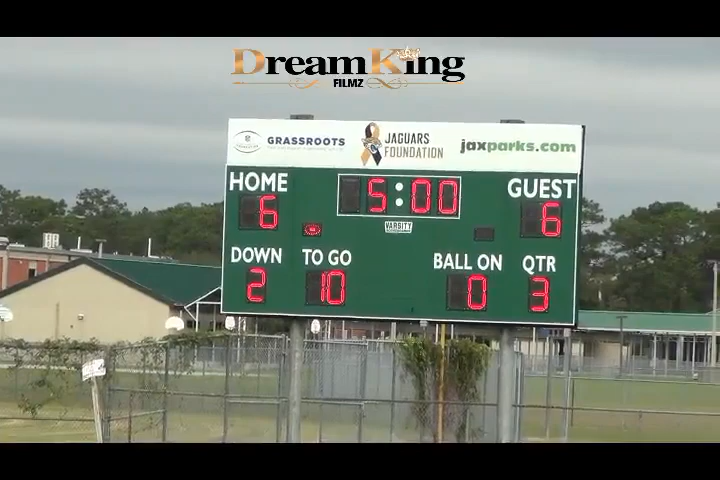 DreamKing
FILMZ
GRASSROOTS
JAGUARS
FOUNDATION
jaxparks.com
HOME 5:00 GUEST
6 6
VARSITY
DOWN TO GO BALL ON QTR
2 10 0 3